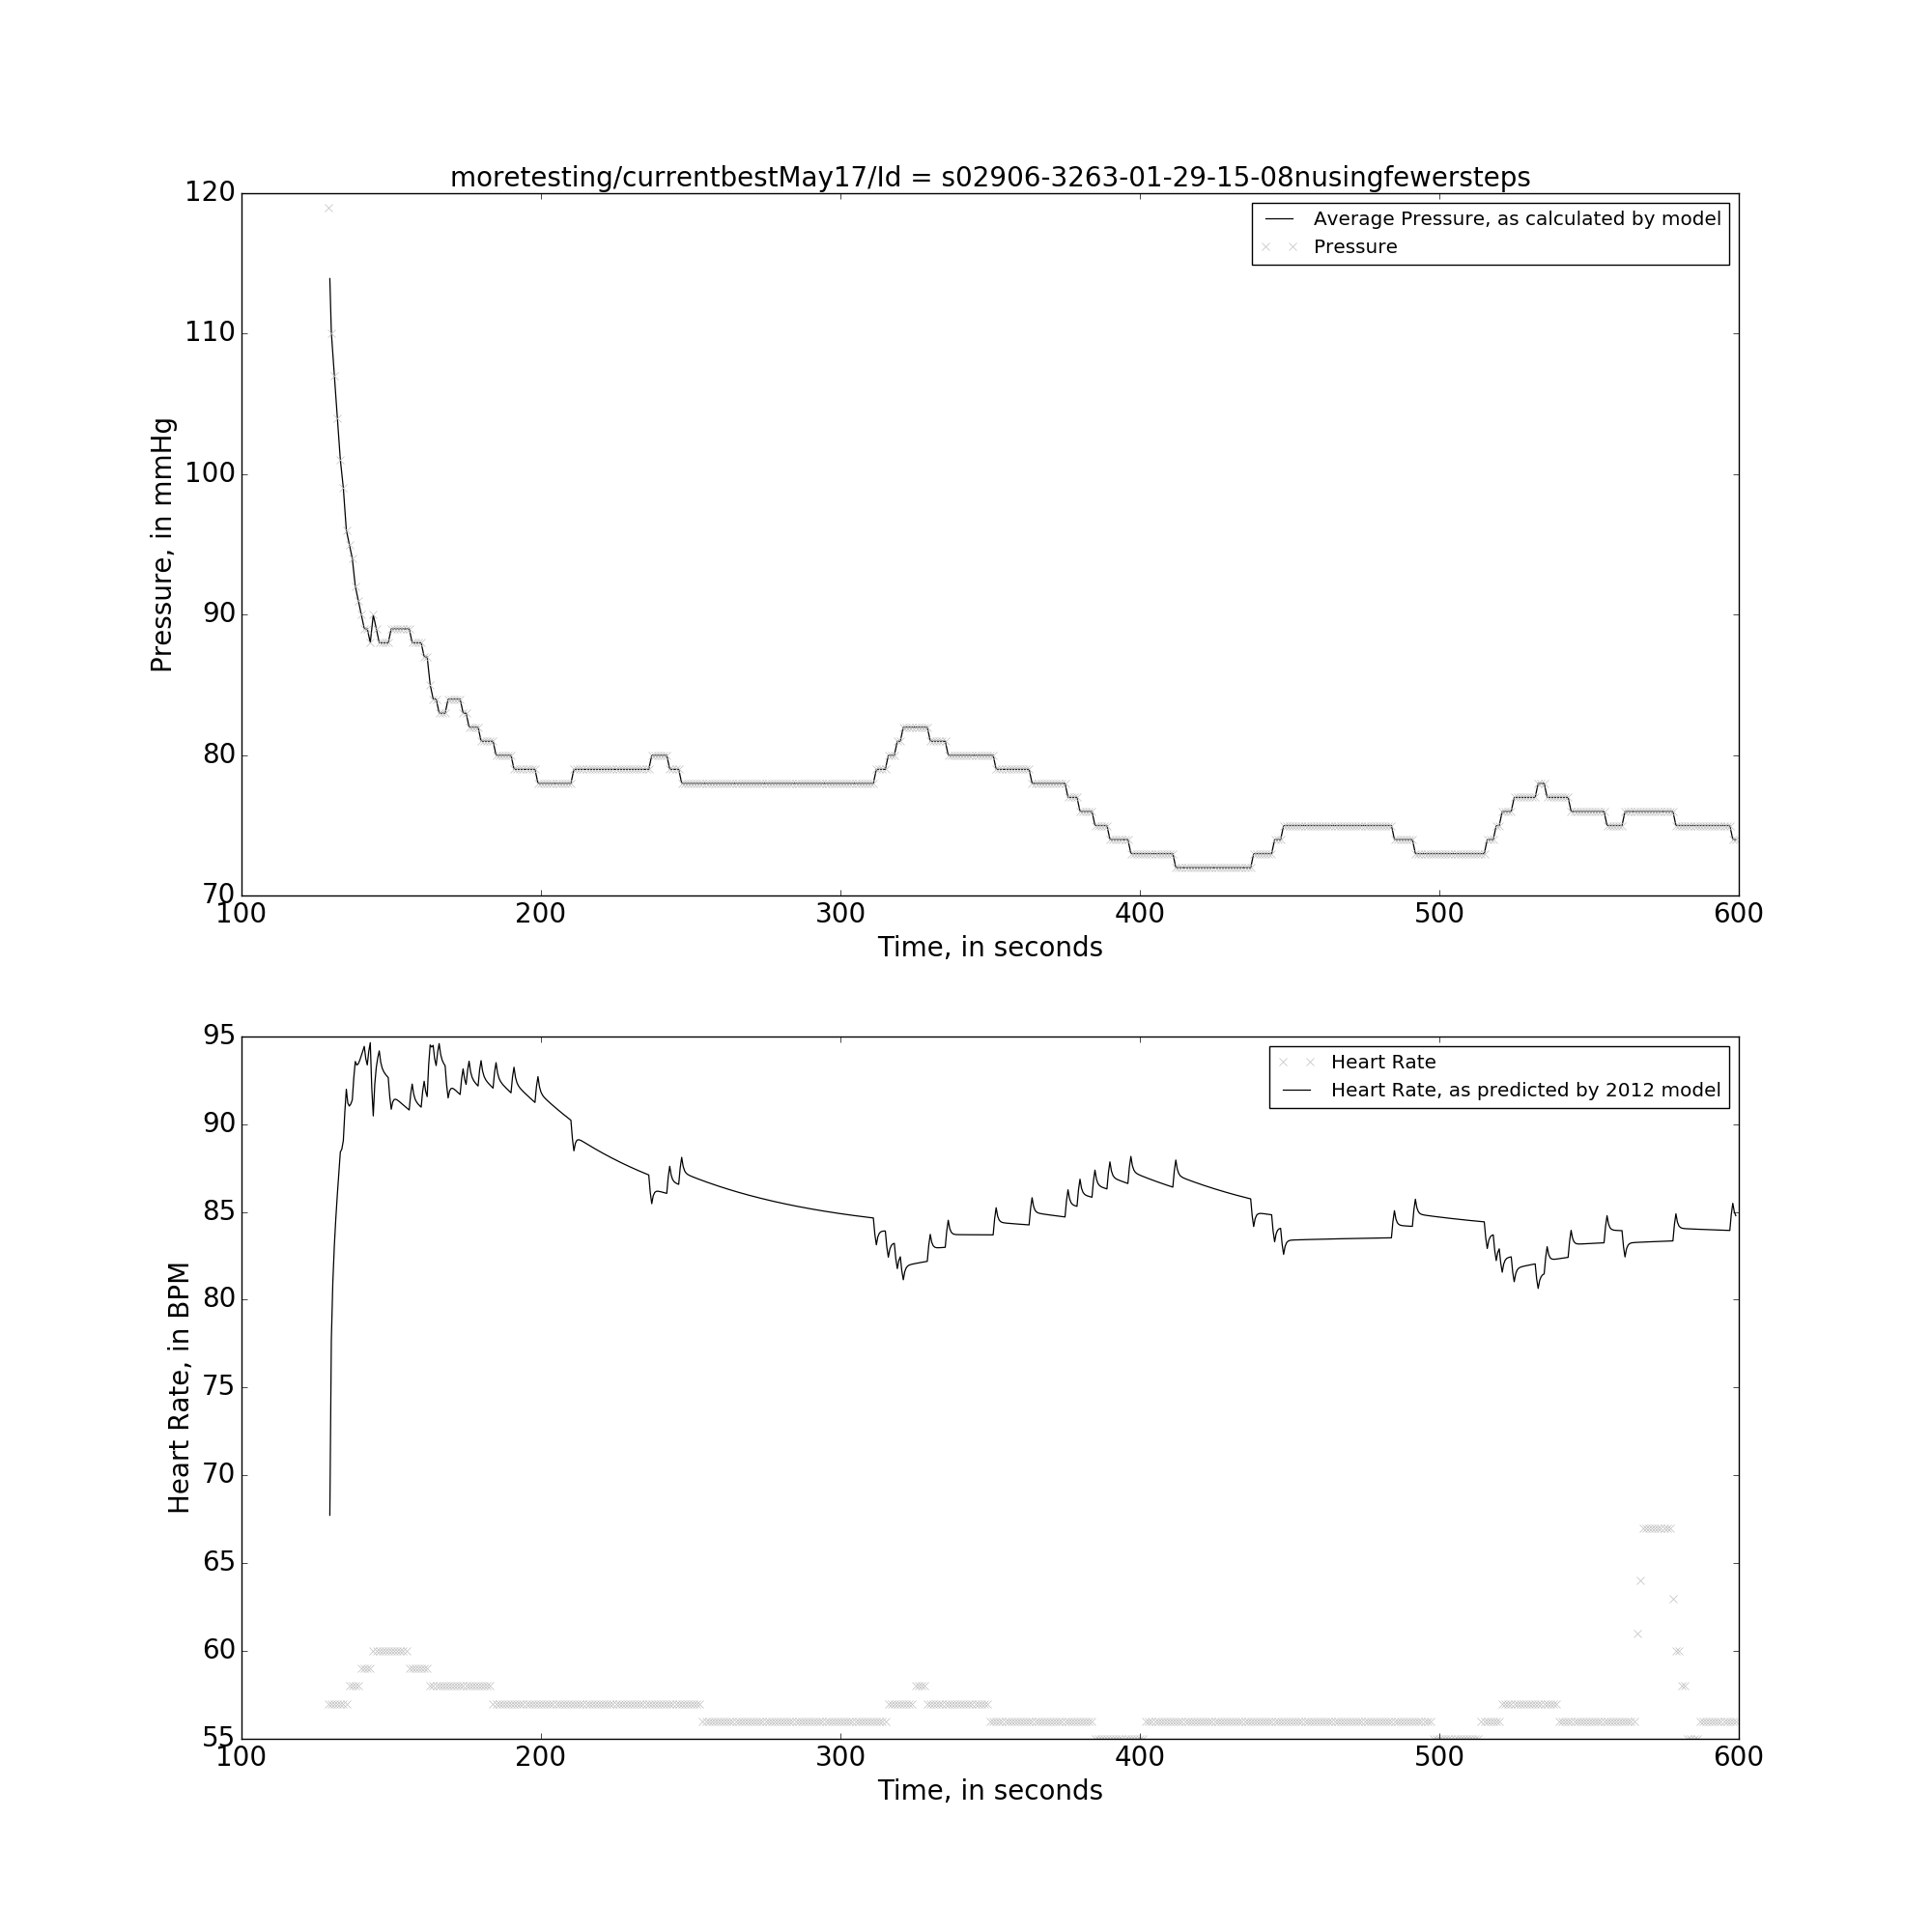 moretesting/currentbestMay17/Id = s02906-3263-01-29-15-08nusingfewersteps
120
110
100
90
80
70
Pressure, in mmHg
Average Pressure, as calculated by model
Pressure
100 200 300 400 500 600
Time, in seconds
95
90
85
80
75
70
65
60
55
Heart Rate, in BPM
Heart Rate
Heart Rate, as predicted by 2012 model
100 200 300 400 500 600
Time, in seconds